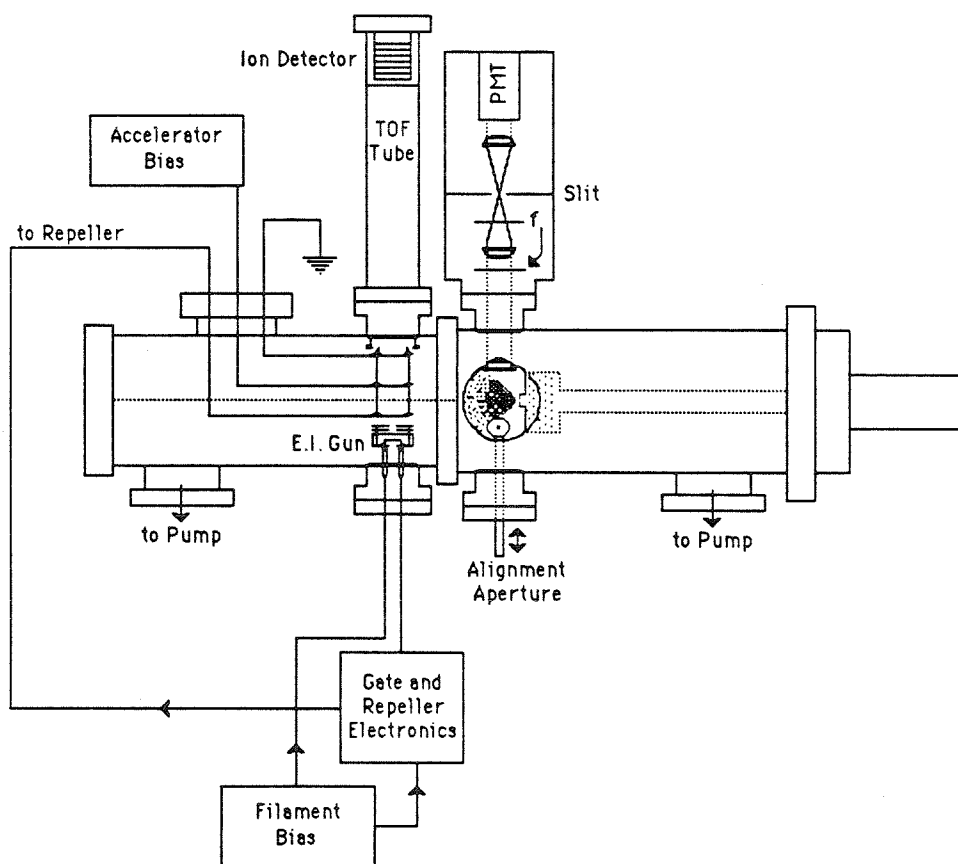 Ion Detector
TOF
Tube
PMT
Accelerator
Bias
Slit
f
to Repeller
E.I. Gun
to Pump
to Pump
Alignment
Aperture
Gate and
Repeller
Electronics
Filament
Bias